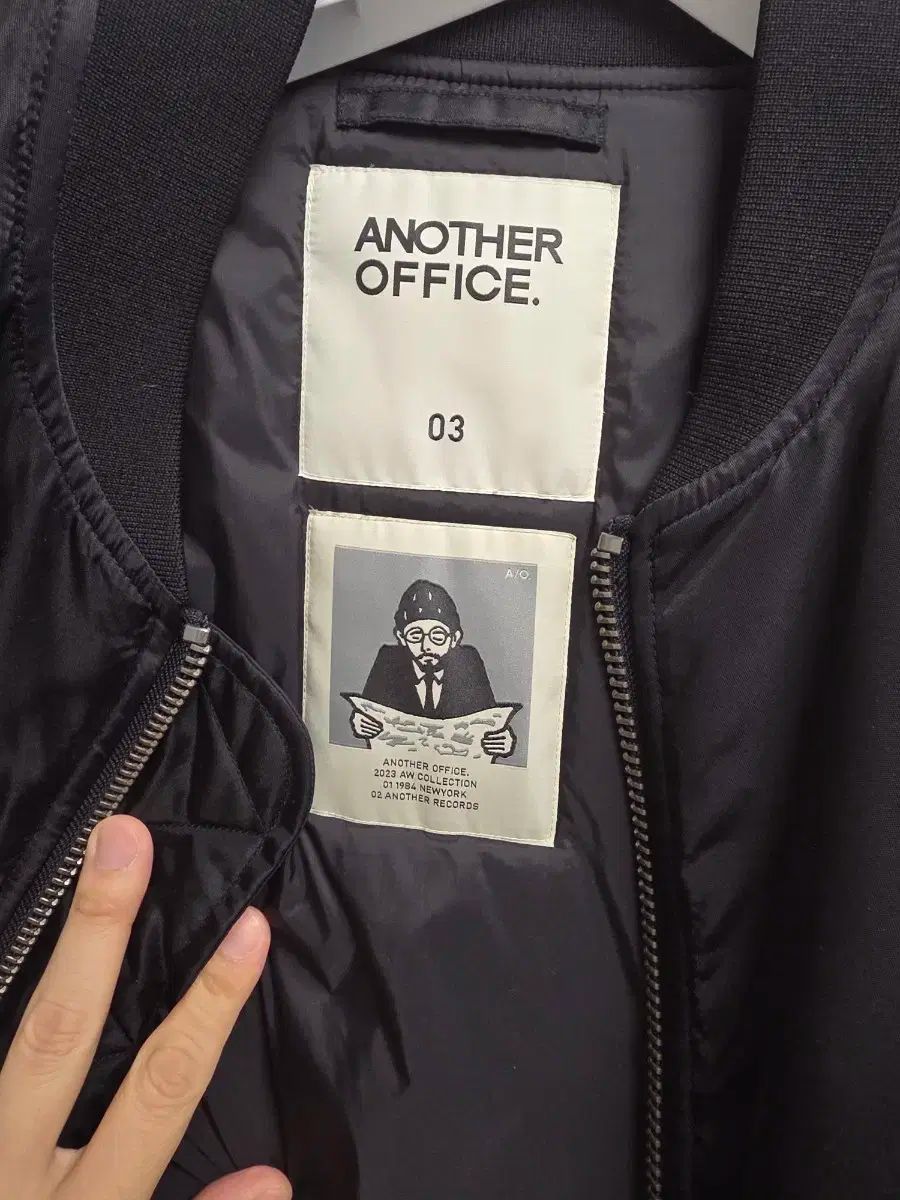 ANOTHER
OFFICE.
03
A/O.
ANOTHER OFFICE.
2023 AW COLLECTION
01 1984 NEWYORK
02 ANOTHER RECORDS